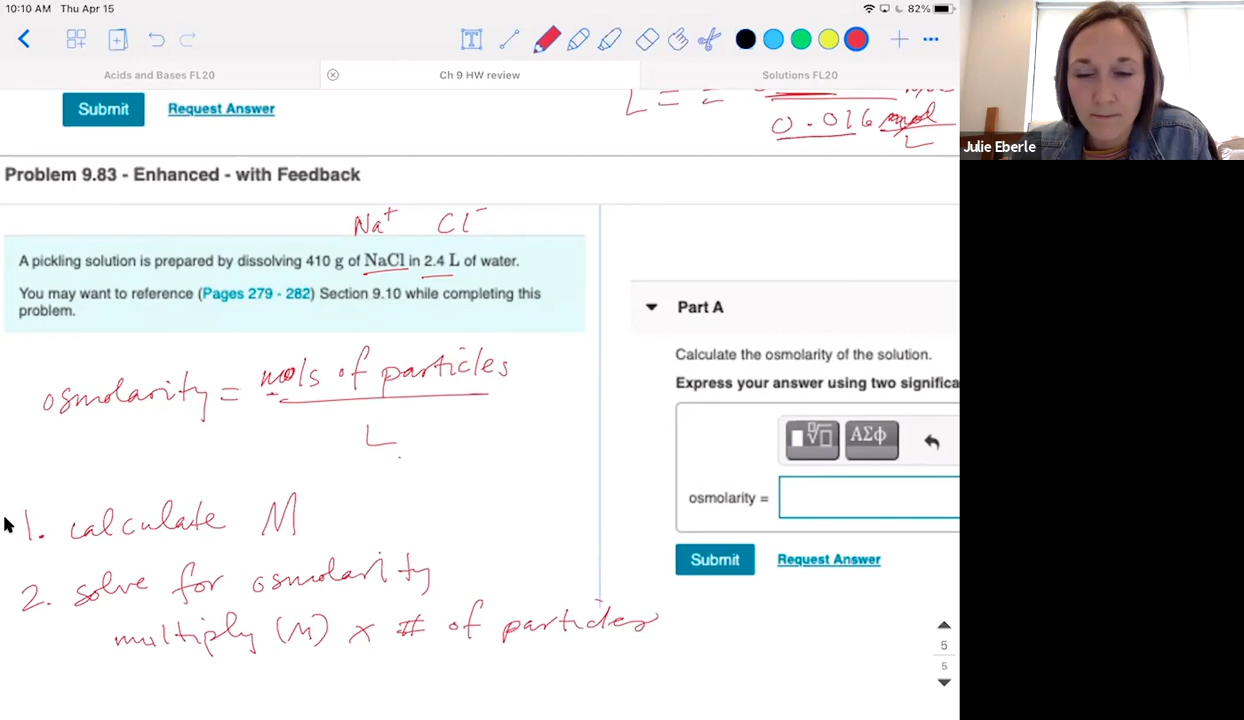 10:10 AM Thu Apr 15
82%
T
Acids and Bases FL20
Ch 9 HW review
Solutions FL20
Submit
Request Answer
L = =
0.016 mol
L
Julie Eberle
Problem 9.83 - Enhanced - with Feedback
Na+ Cl-
A pickling solution is prepared by dissolving 410 g of NaCl in 2.4 L of water.
You may want to reference (Pages 279 - 282) Section 9.10 while completing this
problem.
osmolarity = mols of particles
L
1. calculate M
2. solve for osmolarity
multiply (M) x # of particles
Part A
Calculate the osmolarity of the solution.
Express your answer using two significa
ΑΣϕ
osmolarity =
Submit
Request Answer
5
5